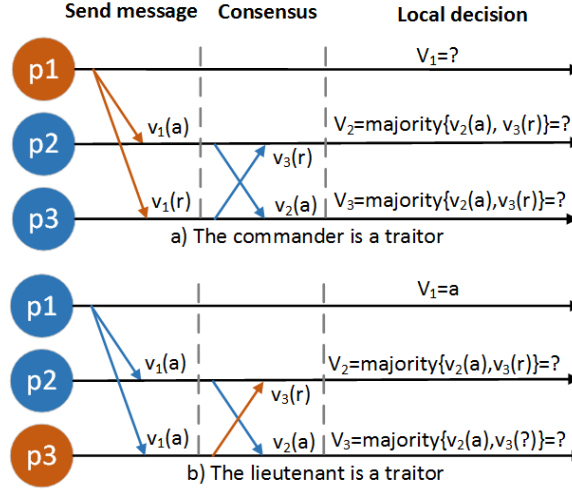 Send message Consensus Local decision
p1 V₁=?
v₁(a) V₂=majority{v₂(a), v₃(r)}=?
p2
v₃(r)
v₁(r) v₂(a) V₃=majority{v₂(a),v₃(r)}=?
p3
a) The commander is a traitor
p1 V₁=a
v₁(a) V₂=majority{v₂(a),v₃(r)}=?
p2
v₃(r)
v₁(a) v₂(a) V₃=majority{v₂(a),v₃(?)}=?
p3
b) The lieutenant is a traitor